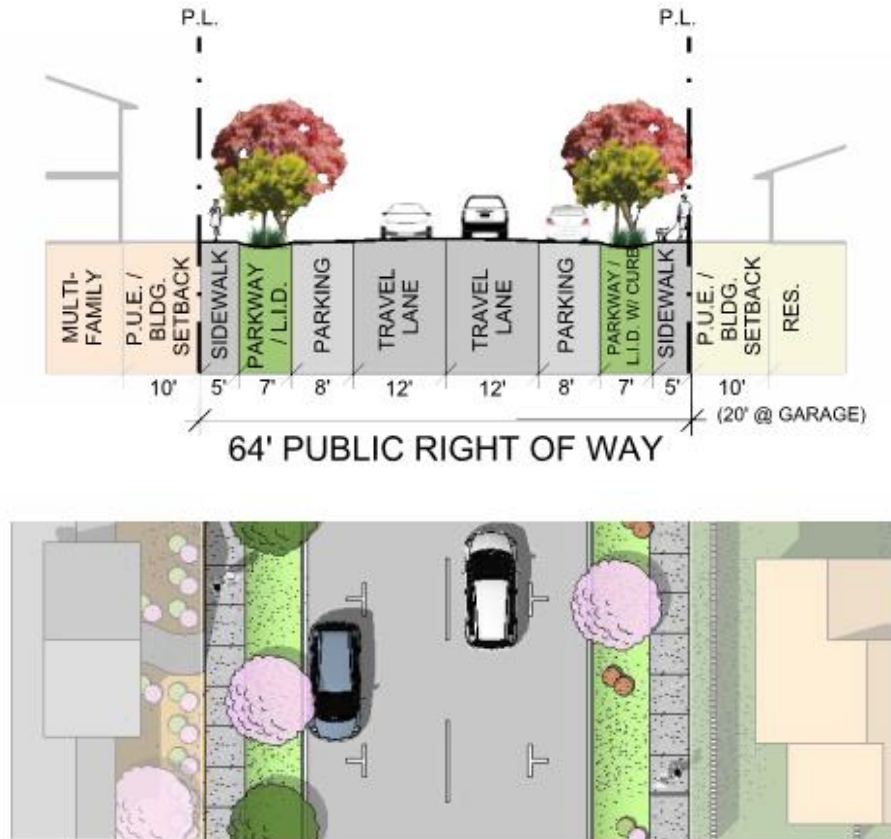 P.L.
P.L.
MULTI-
FAMILY
P.U.E. /
BLDG.
SETBACK
SIDEWALK
PARKWAY
/ L.I.D.
PARKING
TRAVEL
LANE
TRAVEL
LANE
PARKING
PARKWAY /
L.I.D. W/ CURB
SIDEWALK
P.U.E. /
BLDG.
SETBACK
RES.
10'
5'
7'
8'
12'
12'
8'
7'
5'
10'
(20' @ GARAGE)
64' PUBLIC RIGHT OF WAY